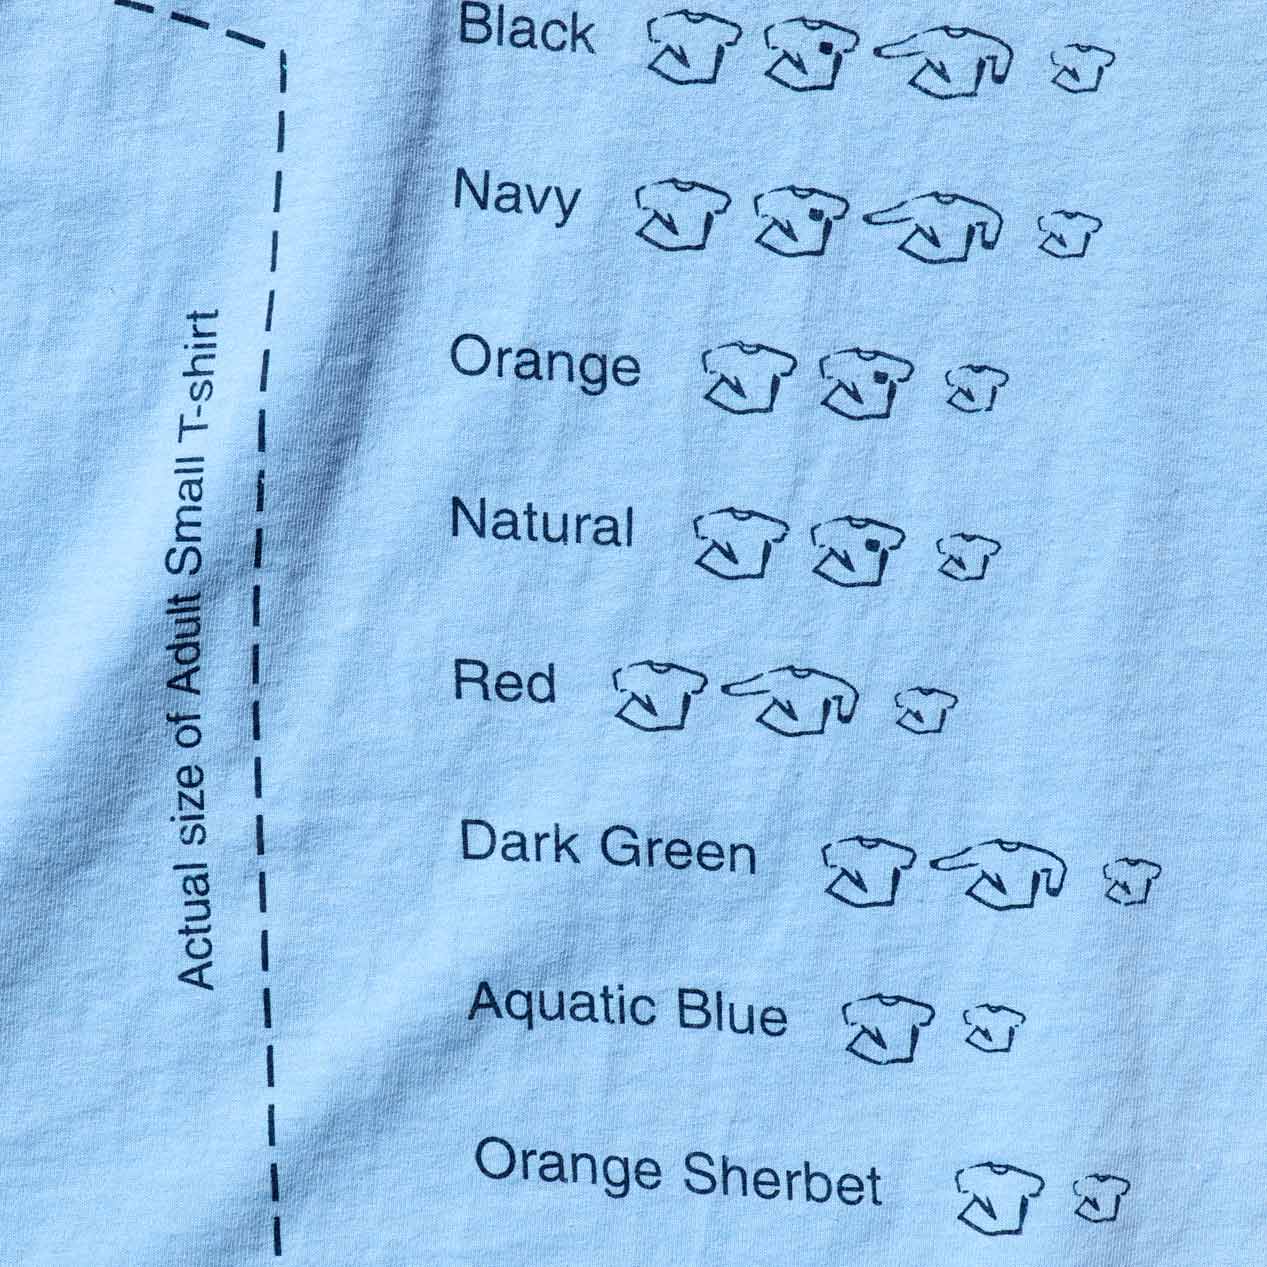 Black
Navy
Orange
Natural
Red
Dark Green
Aquatic Blue
Orange Sherbet
Actual size of Adult Small T-shirt